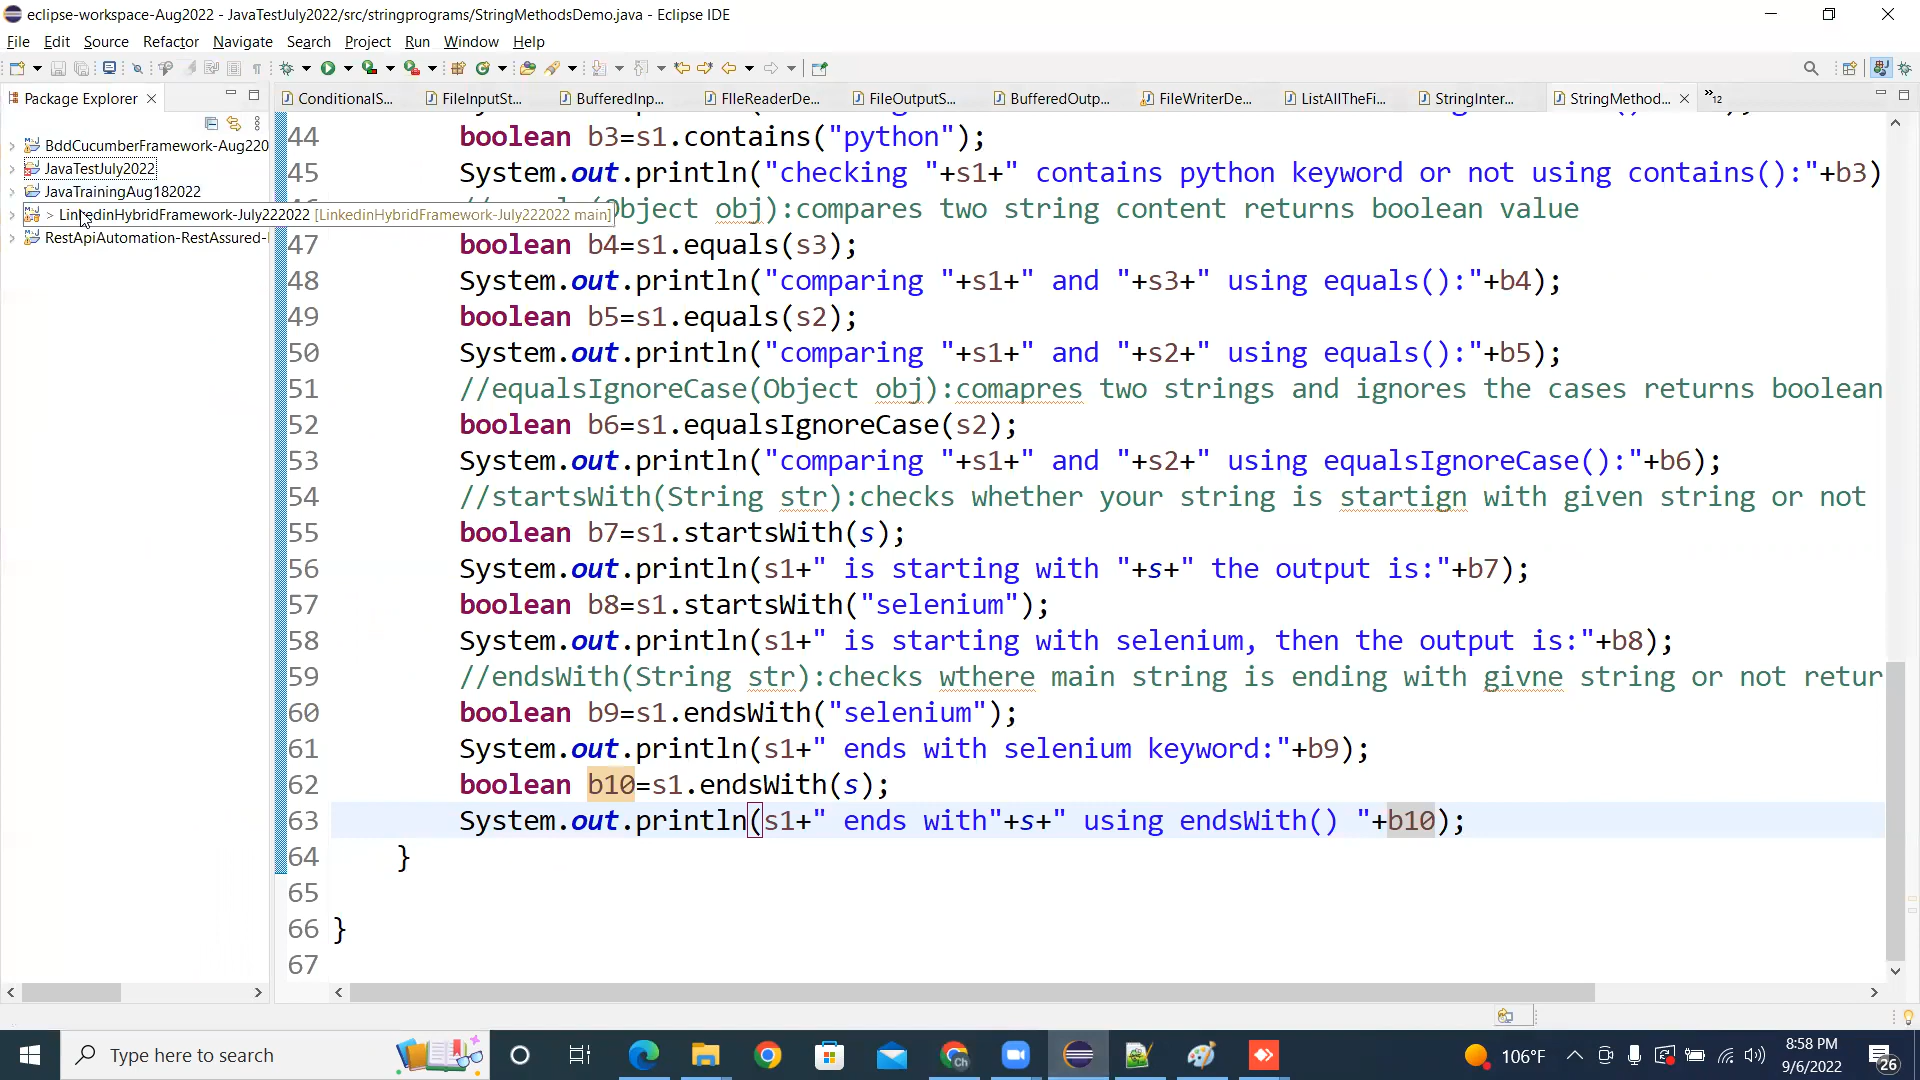 eclipse-workspace-Aug2022 - JavaTestJuly2022/src/stringprograms/StringMethodsDemo.java - Eclipse IDE
File Edit Source Refactor Navigate Search Project Run Window Help
Package Explorer
ConditionalS... FileInputSt... BufferedInp... FIleReaderDe... FileOutputS... BufferedOutp... FileWriterDe... ListAllTheFi... StringInter... StringMethod... »12
BddCucumberFramework-Aug220
JavaTestJuly2022
JavaTrainingAug182022
> LinkedinHybridFramework-July222022 [LinkedinHybridFramework-July222022 main]
RestApiAutomation-RestAssured-
44 boolean b3=s1.contains("python");
45 System.out.println("checking "+s1+" contains python keyword or not using contains():"+b3)
Object obj):compares two string content returns boolean value
47 boolean b4=s1.equals(s3);
48 System.out.println("comparing "+s1+" and "+s3+" using equals():"+b4);
49 boolean b5=s1.equals(s2);
50 System.out.println("comparing "+s1+" and "+s2+" using equals():"+b5);
51 //equalsIgnoreCase(Object obj):comapres two strings and ignores the cases returns boolean
52 boolean b6=s1.equalsIgnoreCase(s2);
53 System.out.println("comparing "+s1+" and "+s2+" using equalsIgnoreCase():"+b6);
54 //startsWith(String str):checks whether your string is startign with given string or not
55 boolean b7=s1.startsWith(s);
56 System.out.println(s1+" is starting with "+s+" the output is:"+b7);
57 boolean b8=s1.startsWith("selenium");
58 System.out.println(s1+" is starting with selenium, then the output is:"+b8);
59 //endsWith(String str):checks wthere main string is ending with givne string or not retur
60 boolean b9=s1.endsWith("selenium");
61 System.out.println(s1+" ends with selenium keyword:"+b9);
62 boolean b10=s1.endsWith(s);
63 System.out.println(s1+" ends with"+s+" using endsWith() "+b10);
64 }
65
66 }
67
Type here to search
106°F
8:58 PM
9/6/2022
26